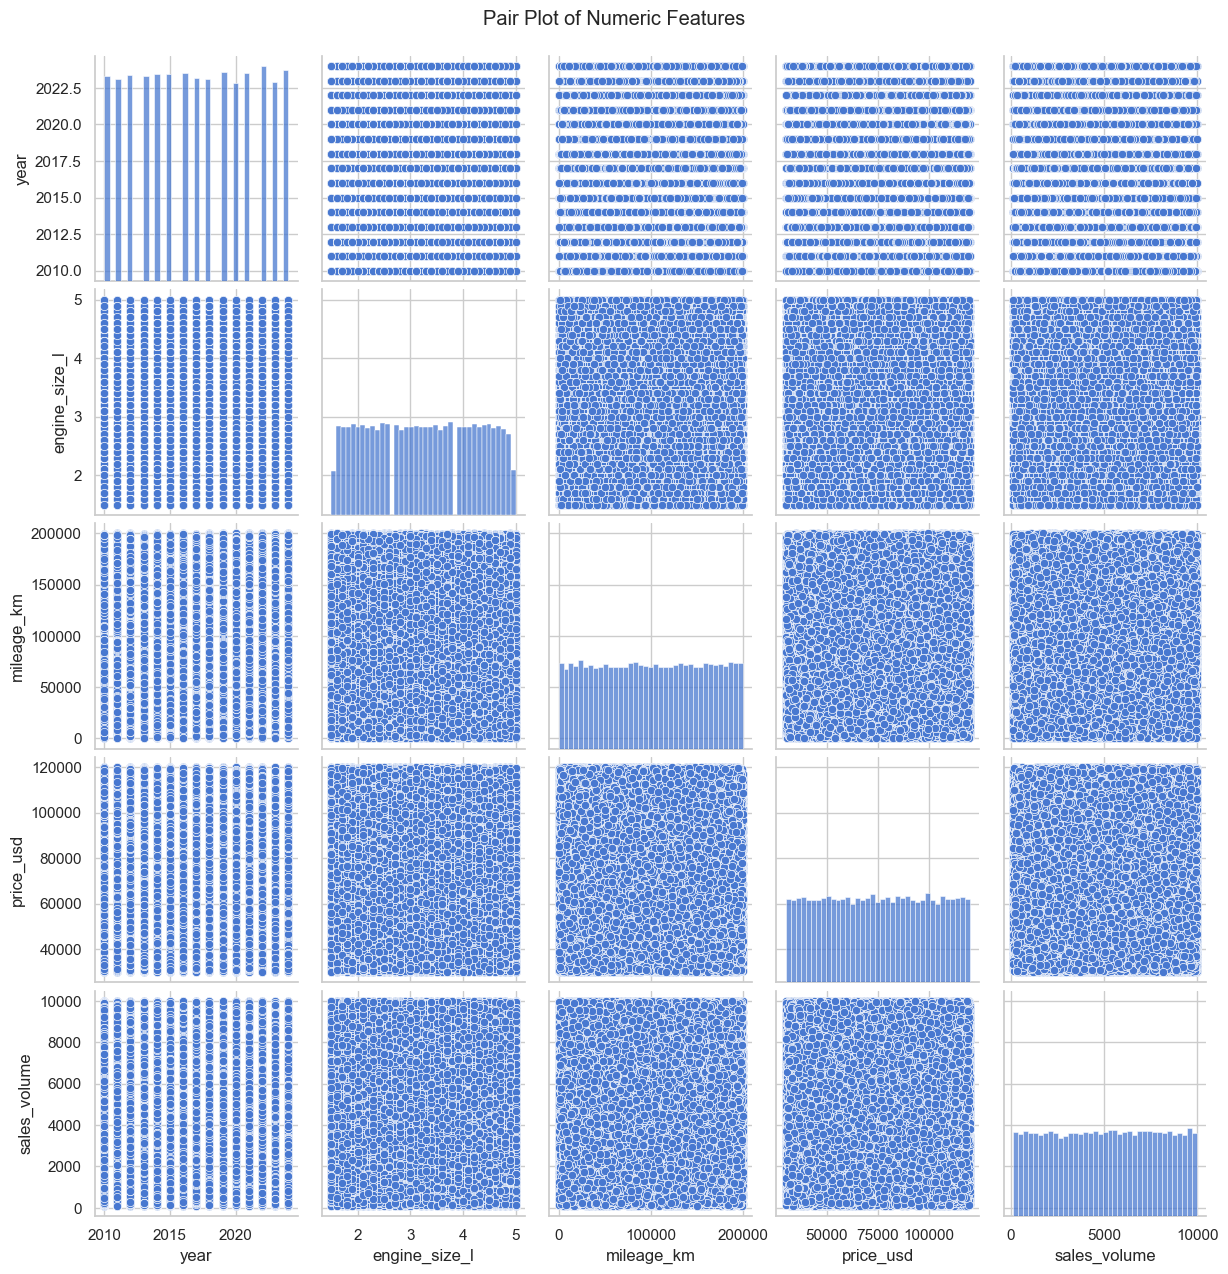 Pair Plot of Numeric Features
2022.5
2020.0
2017.5
2015.0
2012.5
2010.0
year
5
4
3
2
engine_size_l
200000
150000
100000
50000
0
mileage_km
120000
100000
80000
60000
40000
price_usd
10000
8000
6000
4000
2000
0
sales_volume
2010 2015 2020
year
2 3 4 5
engine_size_l
0 100000 200000
mileage_km
50000 75000 100000
price_usd
0 5000 10000
sales_volume